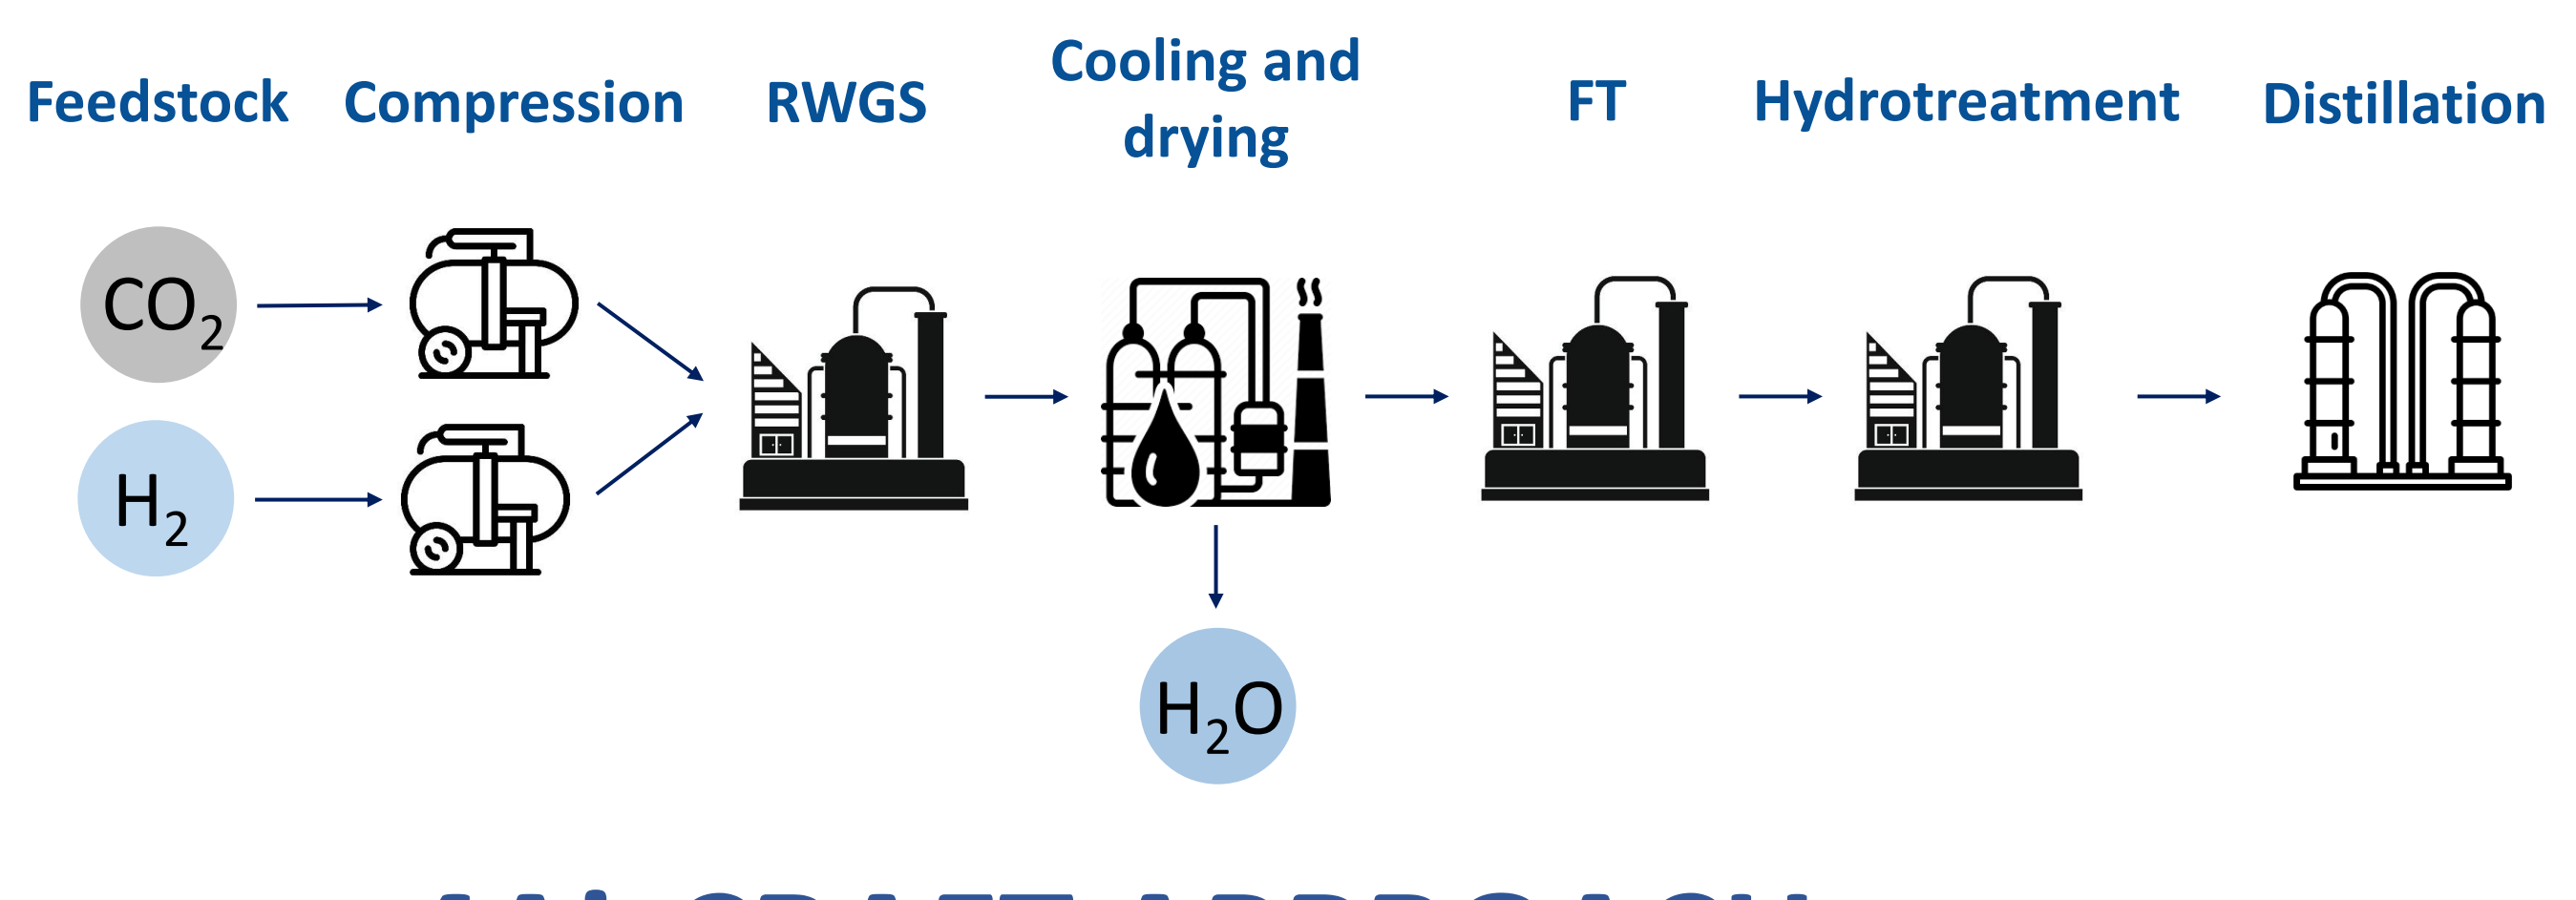 Feedstock
Compression
RWGS
Cooling and
drying
FT
Hydrotreatment
Distillation
CO₂
H₂
H₂O